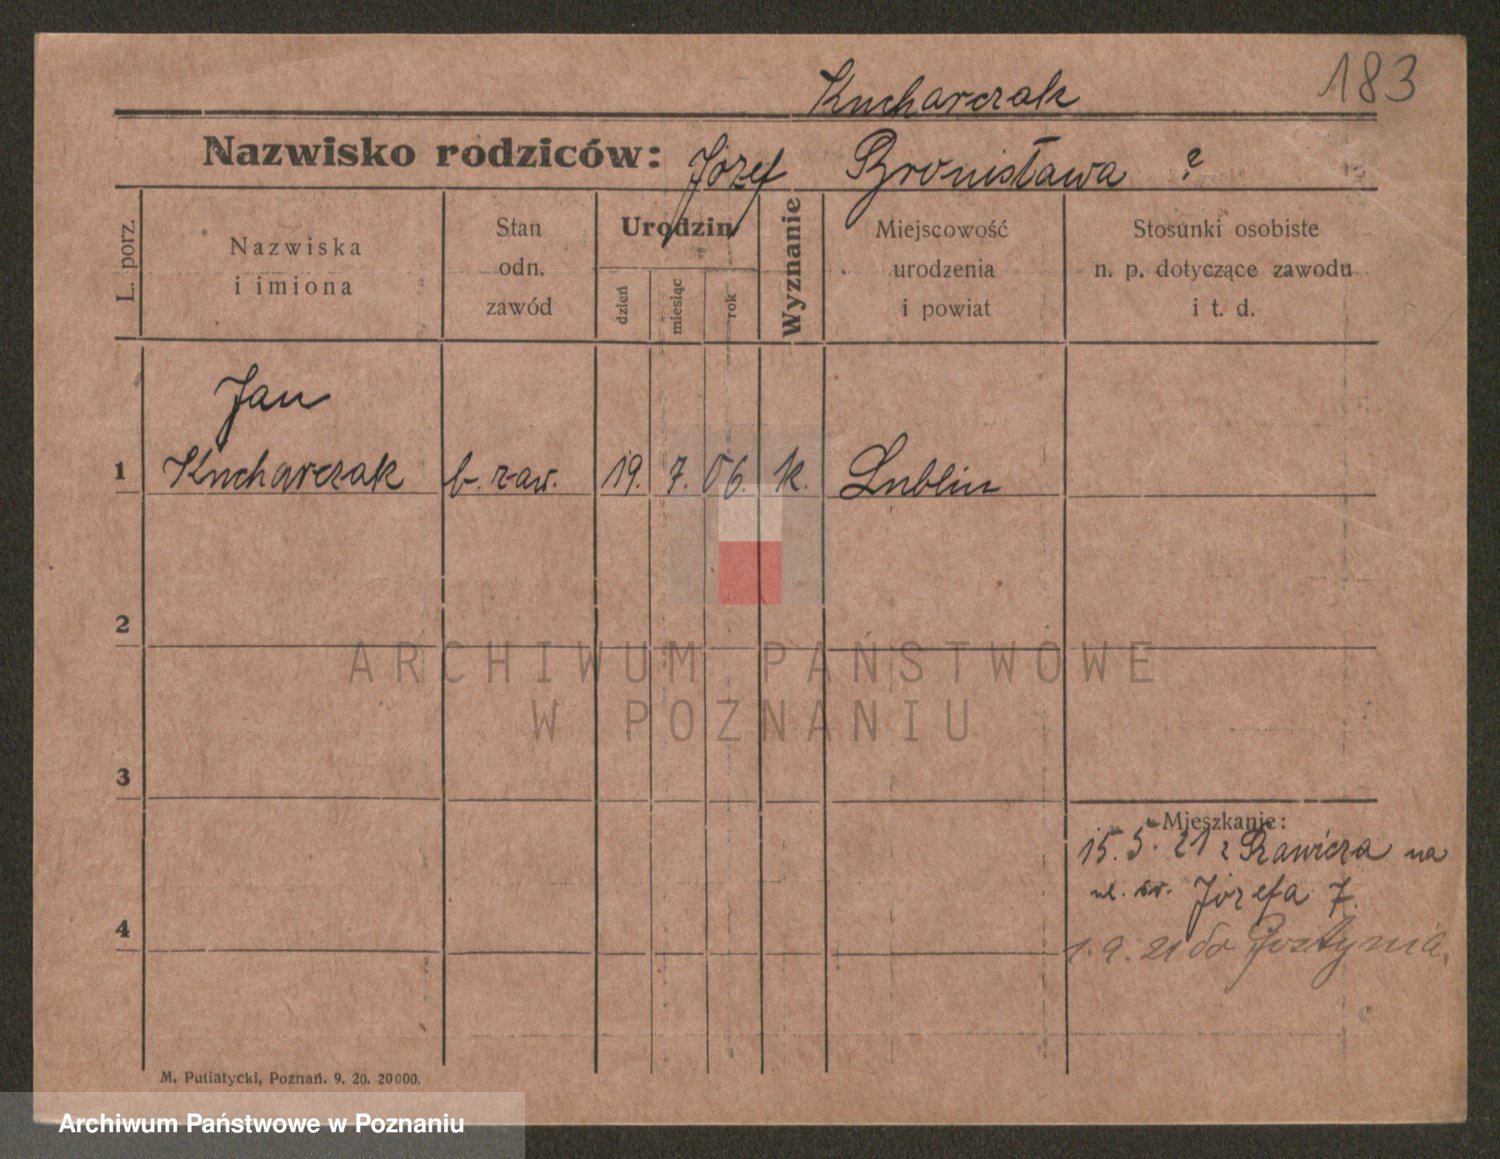 183
Kucharczak
Nazwisko rodziców: Józef Bronisława ?
L. porz.
Nazwiska
i imiona
Stan
odn.
zawód
Urodzin
dzień
miesiąc
rok
Wyznanie
Miejscowość
urodzenia
i powiat
Stosunki osobiste
n. p. dotyczące zawodu
i t. d.
Jan
1 Kucharczak b. zaw. 19. 7. 06. k. Lublin
2
3
Mieszkanie:
15. 5. 21 z Rawicza na
ul. św. Józefa 7.
4
1. 9. 21 do Gostynia.
M. Putiatycki, Poznań. 9. 20. 20000.
ARCHIWUM PAŃSTWOWE
W POZNANIU
Archiwum Państwowe w Poznaniu